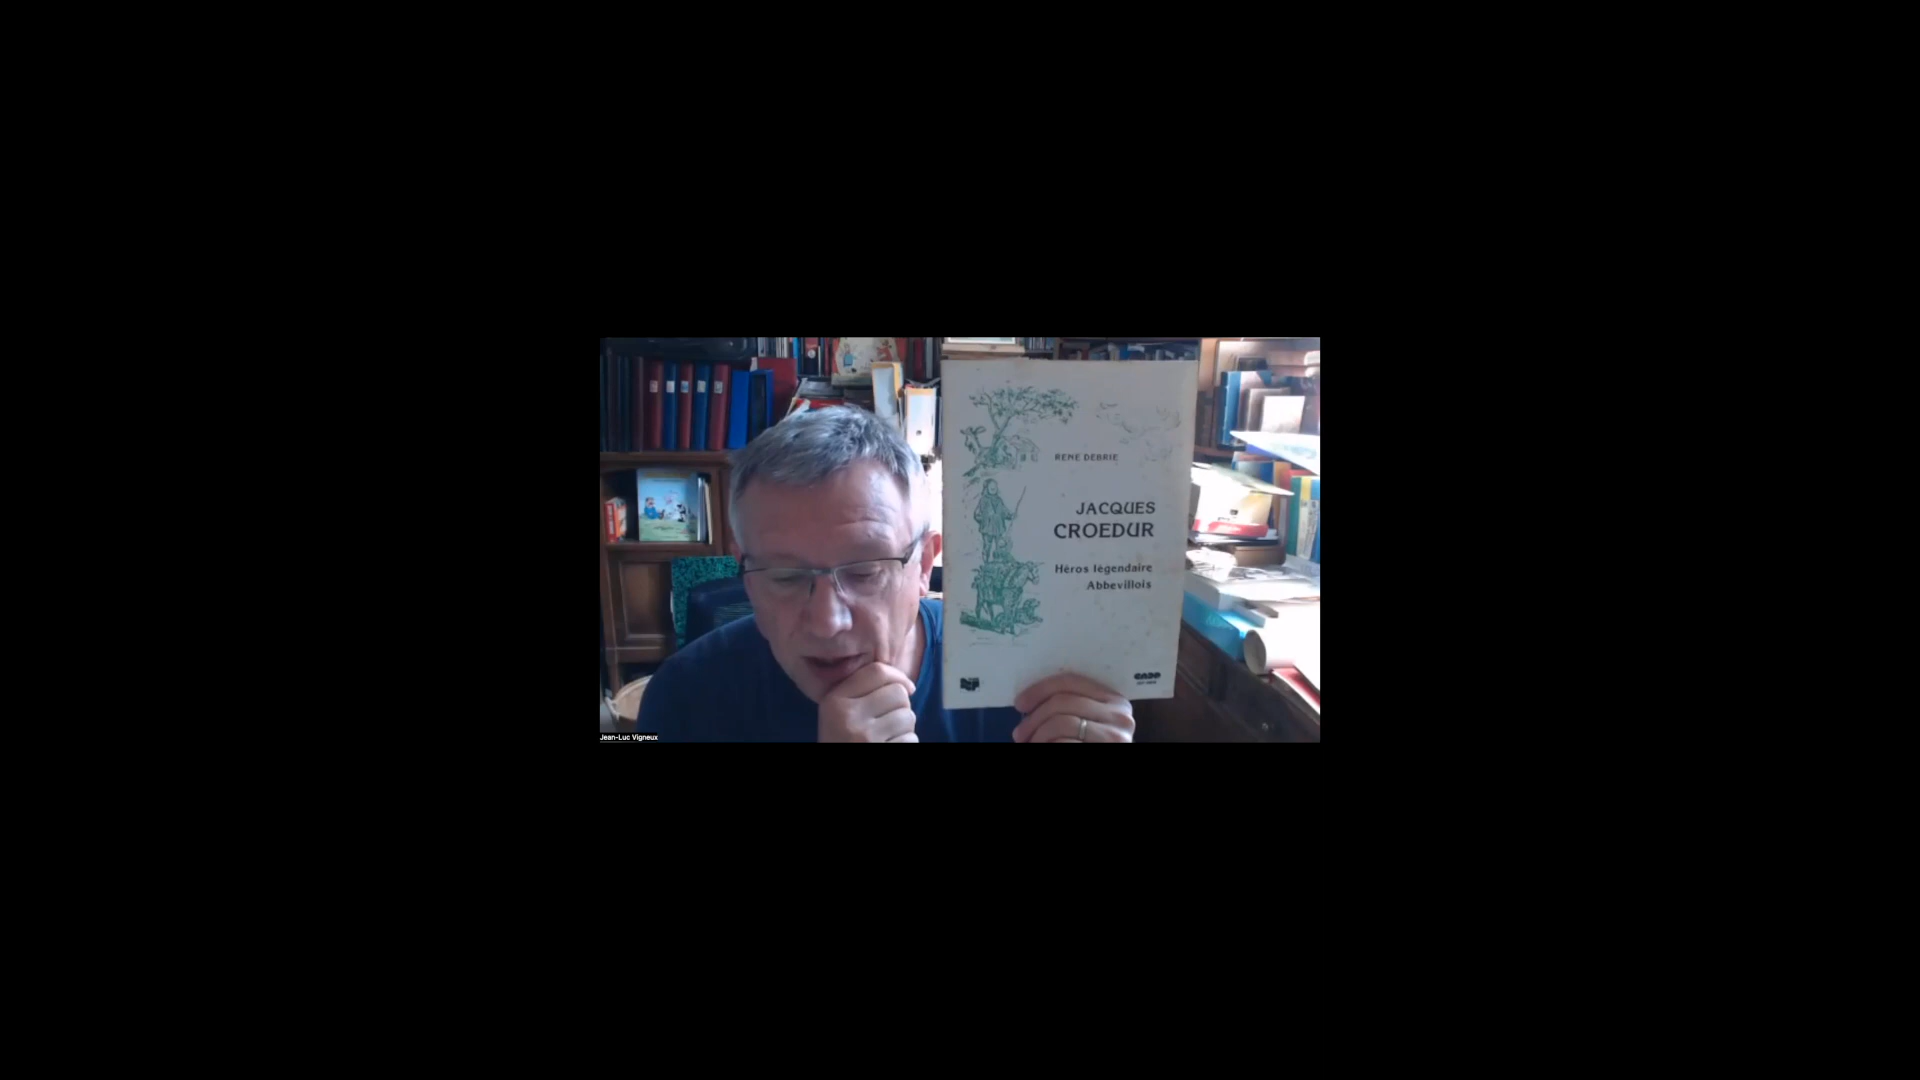 RENE DEBRIE
JACQUES
CROEDUR
Héros légendaire
Abbevillois
Jean-Luc Vigneux